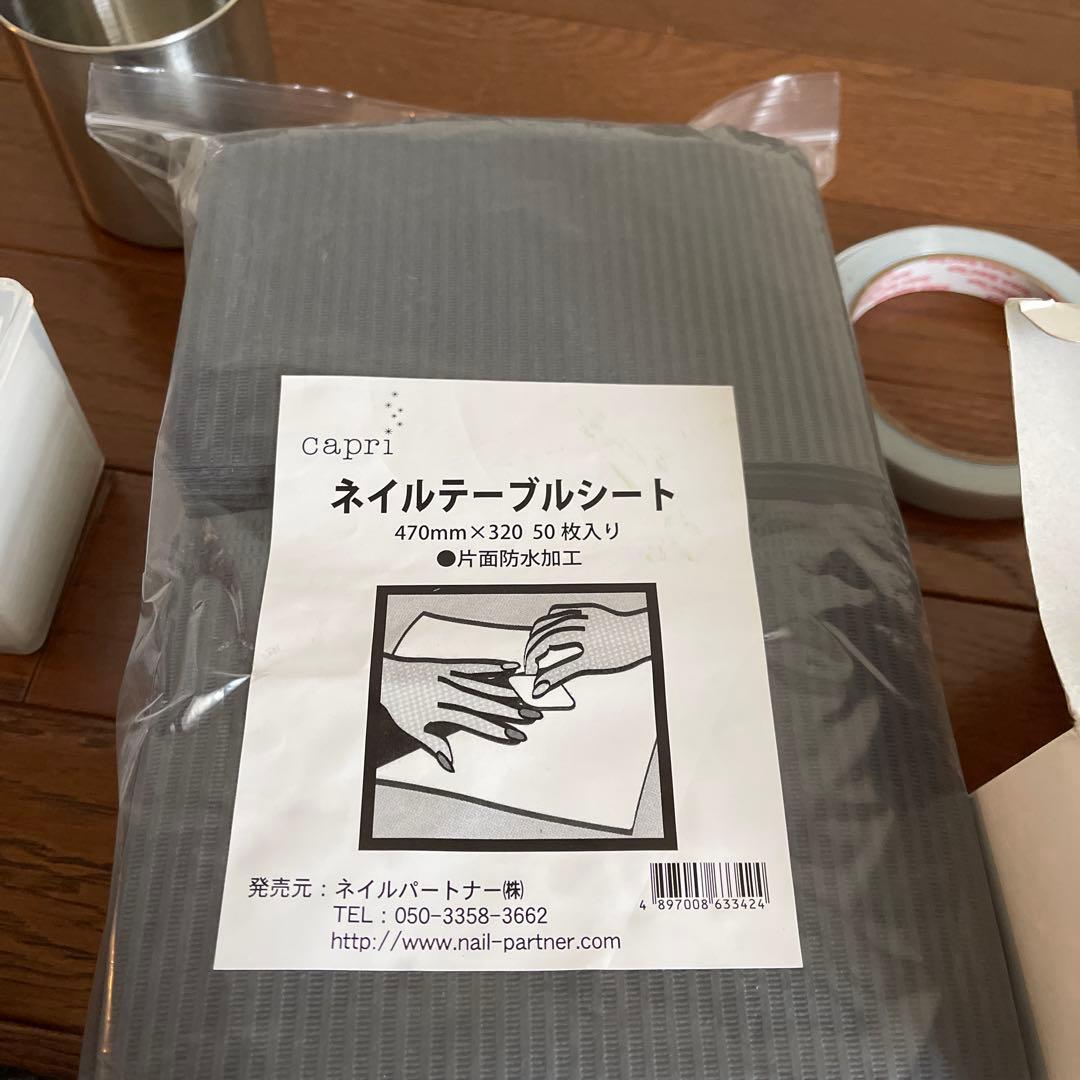 capri
ネイルテーブルシート
470mm×320 50枚入り
●片面防水加工
発売元：ネイルパートナー㈱
TEL：050-3358-3662
http://www.nail-partner.com
4 897008 633424